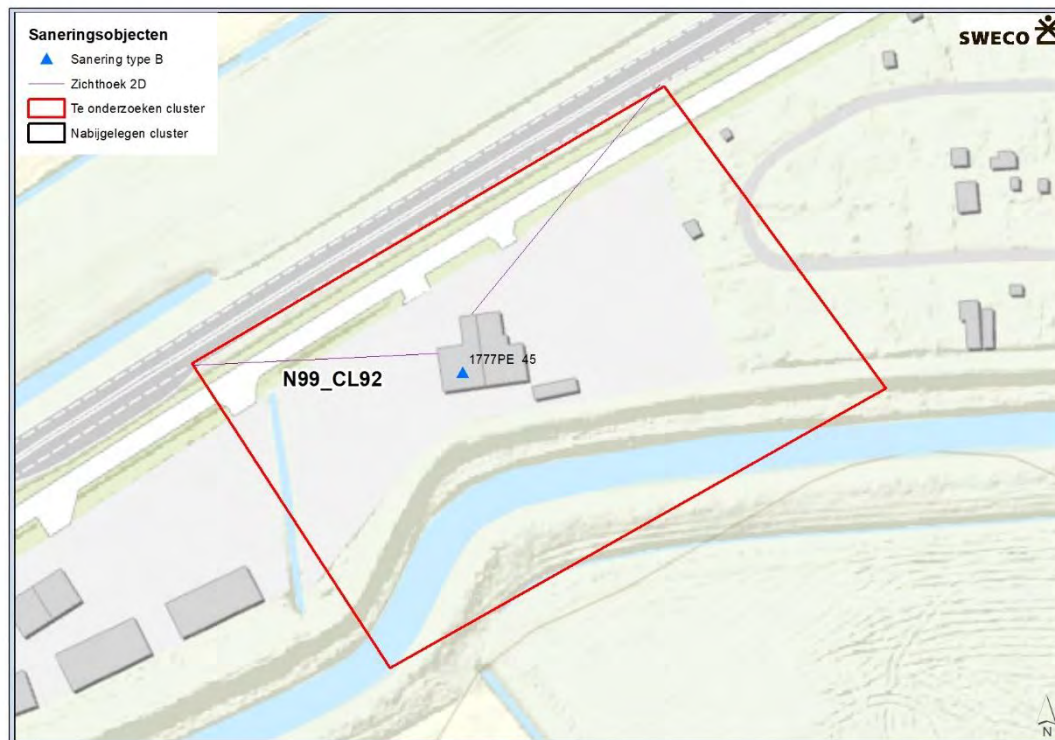 Saneringsobjecten
Sanering type B
Zichthoek 2D
Te onderzoeken cluster
Nabijgelegen cluster
SWECO
1777PE 45
N99_CL92
N